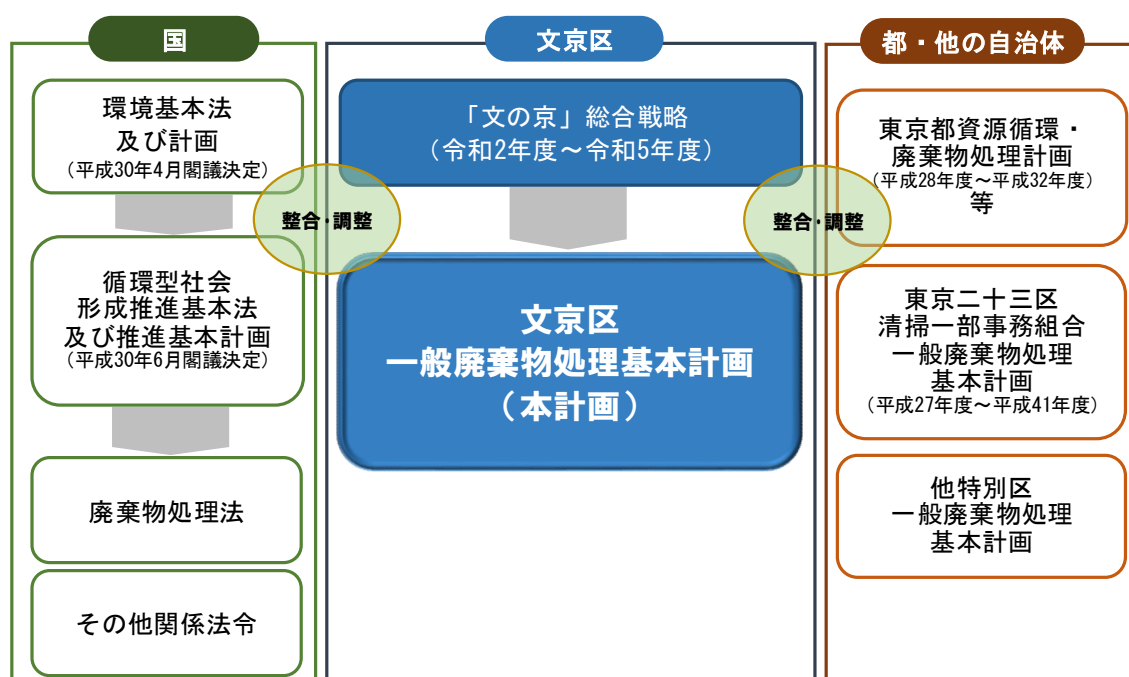 国
環境基本法
及び計画
(平成30年4月閣議決定)
循環型社会
形成推進基本法
及び推進基本計画
(平成30年6月閣議決定)
廃棄物処理法
その他関係法令
整合・調整
文京区
「文の京」総合戦略
(令和2年度～令和5年度)
文京区
一般廃棄物処理基本計画
（本計画）
整合・調整
都・他の自治体
東京都資源循環・
廃棄物処理計画
(平成28年度～平成32年度)
等
東京二十三区
清掃一部事務組合
一般廃棄物処理
基本計画
(平成27年度～平成41年度)
他特別区
一般廃棄物処理
基本計画